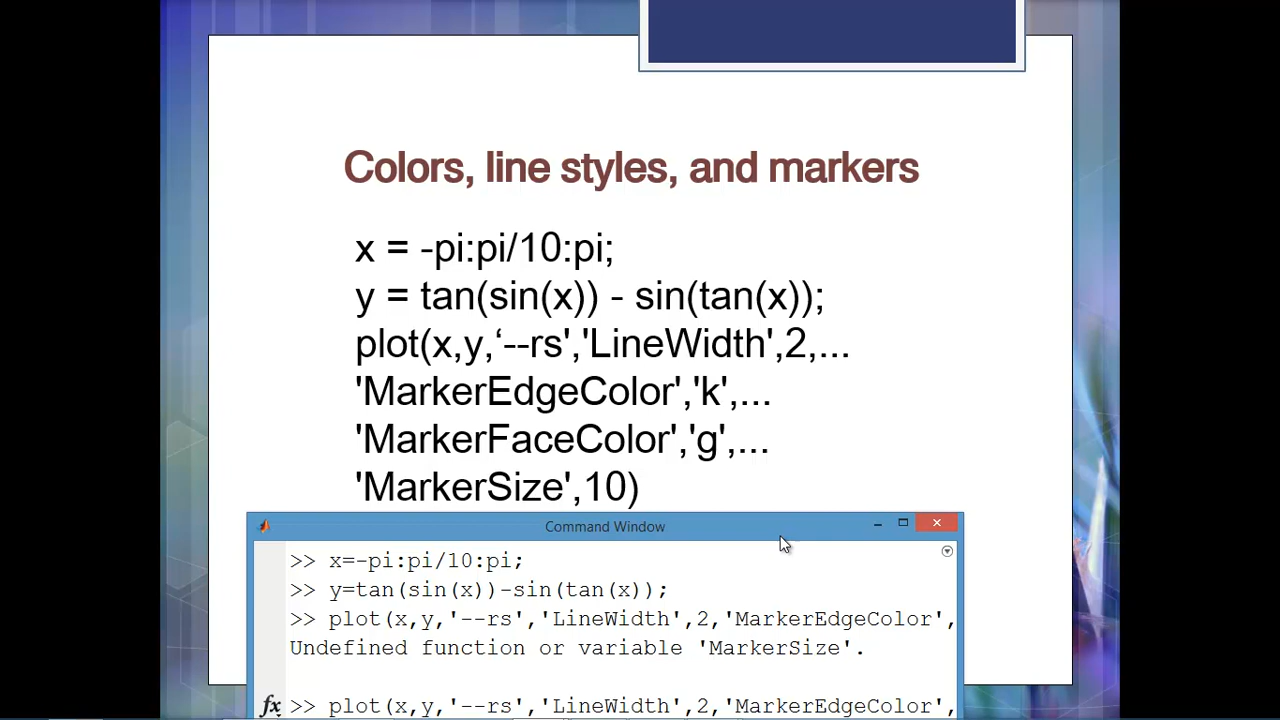 Colors, line styles, and markers
x = -pi:pi/10:pi;
y = tan(sin(x)) - sin(tan(x));
plot(x,y,‘--rs','LineWidth',2,...
'MarkerEdgeColor','k',...
'MarkerFaceColor','g',...
'MarkerSize',10)
Command Window
>> x=-pi:pi/10:pi;
>> y=tan(sin(x))-sin(tan(x));
>> plot(x,y,'--rs','LineWidth',2,'MarkerEdgeColor',
Undefined function or variable 'MarkerSize'.
fx >> plot(x,y,'--rs','LineWidth',2,'MarkerEdgeColor',